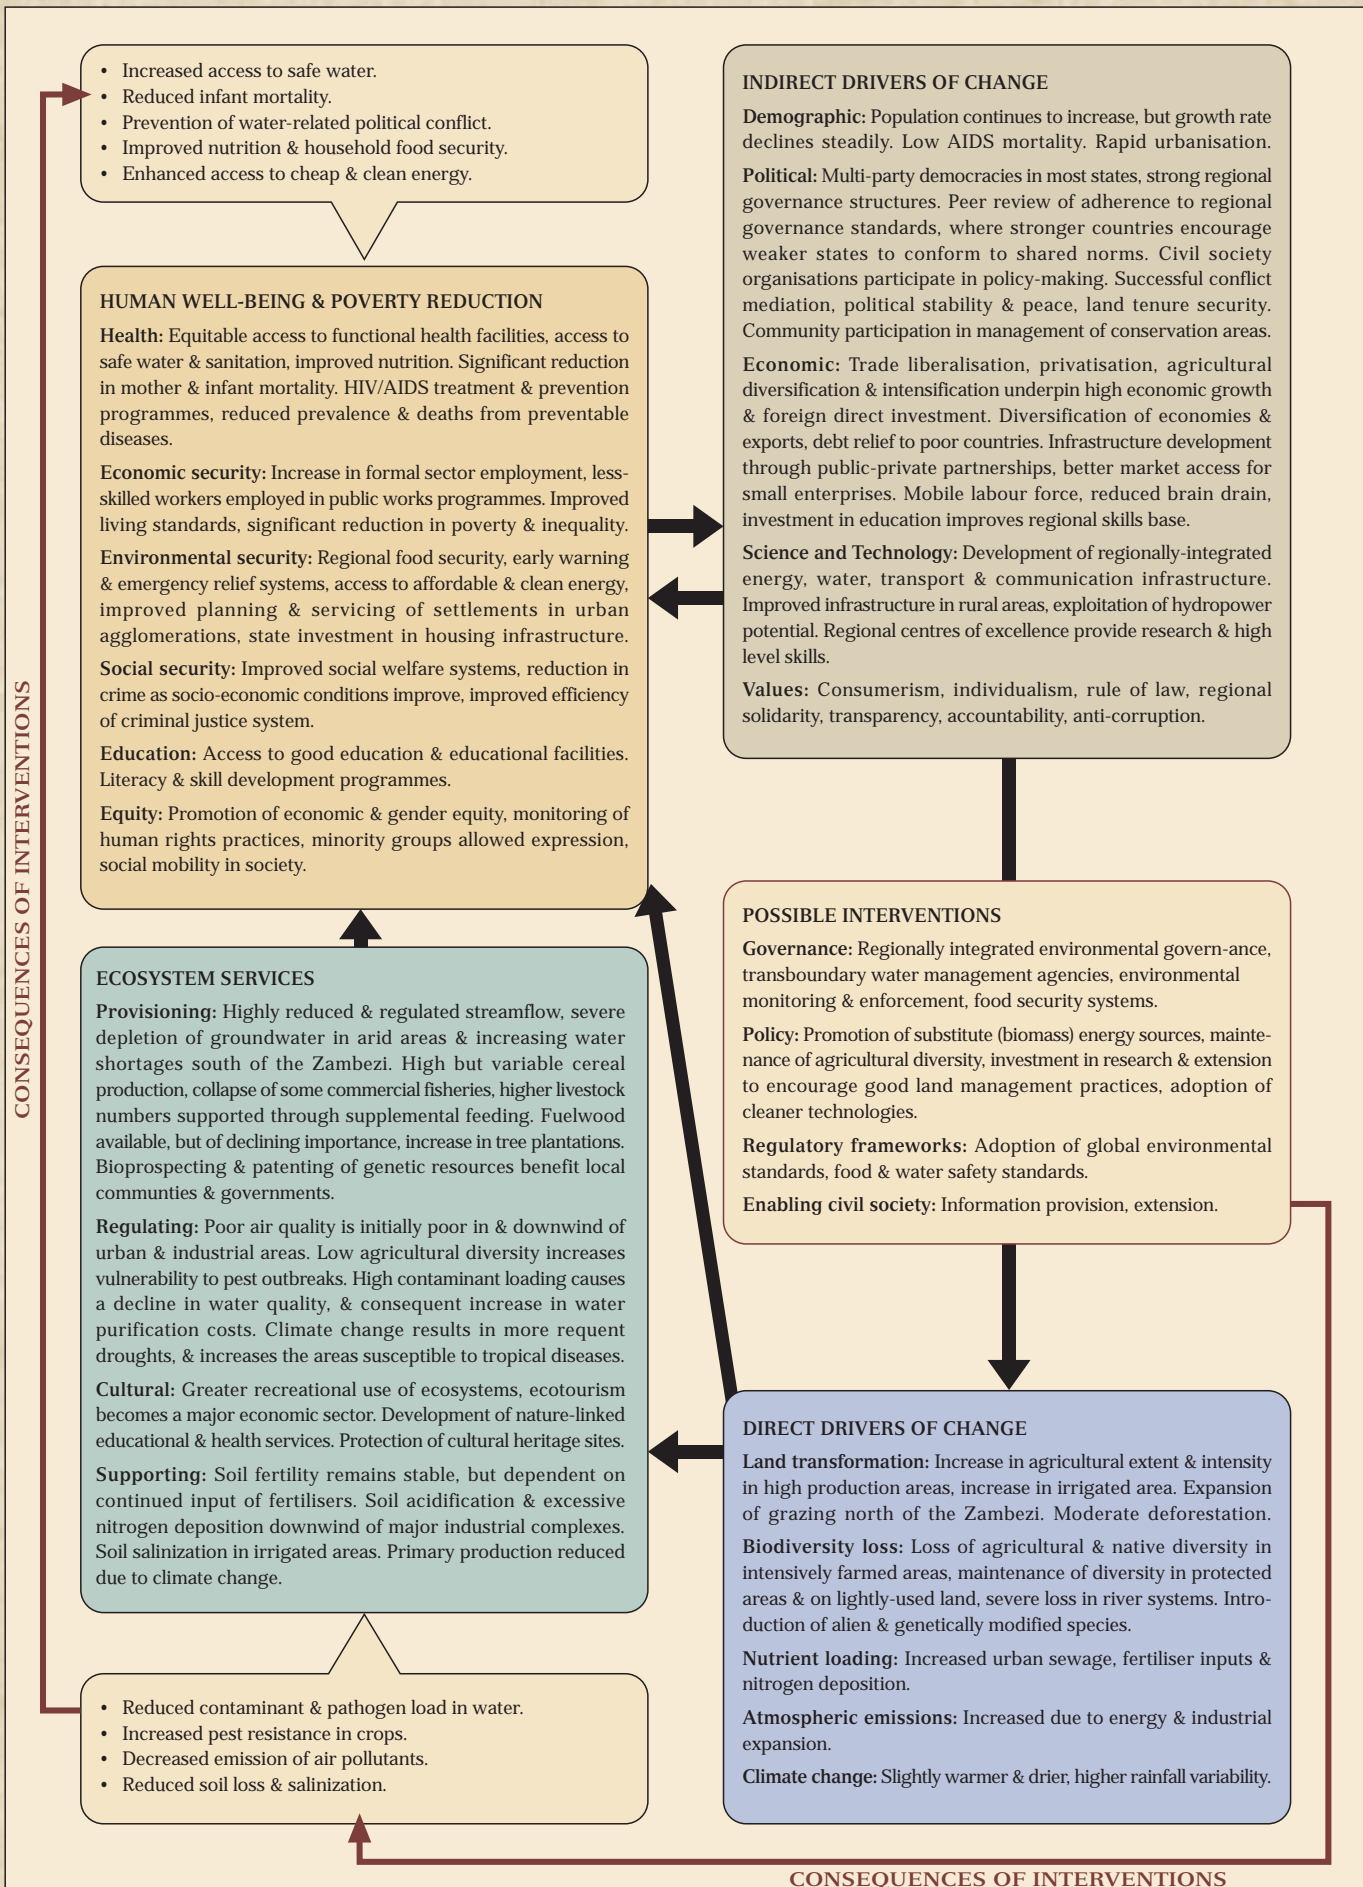 • Increased access to safe water.
• Reduced infant mortality.
• Prevention of water-related political conflict.
• Improved nutrition & household food security.
• Enhanced access to cheap & clean energy.
HUMAN WELL-BEING & POVERTY REDUCTION
Health: Equitable access to functional health facilities, access to
safe water & sanitation, improved nutrition. Significant reduction
in mother & infant mortality. HIV/AIDS treatment & prevention
programmes, reduced prevalence & deaths from preventable
diseases.
Economic security: Increase in formal sector employment, less-
skilled workers employed in public works programmes. Improved
living standards, significant reduction in poverty & inequality.
Environmental security: Regional food security, early warning
& emergency relief systems, access to affordable & clean energy,
improved planning & servicing of settlements in urban
agglomerations, state investment in housing infrastructure.
Social security: Improved social welfare systems, reduction in
crime as socio-economic conditions improve, improved efficiency
of criminal justice system.
Education: Access to good education & educational facilities.
Literacy & skill development programmes.
Equity: Promotion of economic & gender equity, monitoring of
human rights practices, minority groups allowed expression,
social mobility in society.
ECOSYSTEM SERVICES
Provisioning: Highly reduced & regulated streamflow, severe
depletion of groundwater in arid areas & increasing water
shortages south of the Zambezi. High but variable cereal
production, collapse of some commercial fisheries, higher livestock
numbers supported through supplemental feeding. Fuelwood
available, but of declining importance, increase in tree plantations.
Bioprospecting & patenting of genetic resources benefit local
communties & governments.
Regulating: Poor air quality is initially poor in & downwind of
urban & industrial areas. Low agricultural diversity increases
vulnerability to pest outbreaks. High contaminant loading causes
a decline in water quality, & consequent increase in water
purification costs. Climate change results in more requent
droughts, & increases the areas susceptible to tropical diseases.
Cultural: Greater recreational use of ecosystems, ecotourism
becomes a major economic sector. Development of nature-linked
educational & health services. Protection of cultural heritage sites.
Supporting: Soil fertility remains stable, but dependent on
continued input of fertilisers. Soil acidification & excessive
nitrogen deposition downwind of major industrial complexes.
Soil salinization in irrigated areas. Primary production reduced
due to climate change.
• Reduced contaminant & pathogen load in water.
• Increased pest resistance in crops.
• Decreased emission of air pollutants.
• Reduced soil loss & salinization.
CONSEQUENCES OF INTERVENTIONS
INDIRECT DRIVERS OF CHANGE
Demographic: Population continues to increase, but growth rate
declines steadily. Low AIDS mortality. Rapid urbanisation.
Political: Multi-party democracies in most states, strong regional
governance structures. Peer review of adherence to regional
governance standards, where stronger countries encourage
weaker states to conform to shared norms. Civil society
organisations participate in policy-making. Successful conflict
mediation, political stability & peace, land tenure security.
Community participation in management of conservation areas.
Economic: Trade liberalisation, privatisation, agricultural
diversification & intensification underpin high economic growth
& foreign direct investment. Diversification of economies &
exports, debt relief to poor countries. Infrastructure development
through public-private partnerships, better market access for
small enterprises. Mobile labour force, reduced brain drain,
investment in education improves regional skills base.
Science and Technology: Development of regionally-integrated
energy, water, transport & communication infrastructure.
Improved infrastructure in rural areas, exploitation of hydropower
potential. Regional centres of excellence provide research & high
level skills.
Values: Consumerism, individualism, rule of law, regional
solidarity, transparency, accountability, anti-corruption.
POSSIBLE INTERVENTIONS
Governance: Regionally integrated environmental govern-ance,
transboundary water management agencies, environmental
monitoring & enforcement, food security systems.
Policy: Promotion of substitute (biomass) energy sources, mainte-
nance of agricultural diversity, investment in research & extension
to encourage good land management practices, adoption of
cleaner technologies.
Regulatory frameworks: Adoption of global environmental
standards, food & water safety standards.
Enabling civil society: Information provision, extension.
DIRECT DRIVERS OF CHANGE
Land transformation: Increase in agricultural extent & intensity
in high production areas, increase in irrigated area. Expansion
of grazing north of the Zambezi. Moderate deforestation.
Biodiversity loss: Loss of agricultural & native diversity in
intensively farmed areas, maintenance of diversity in protected
areas & on lightly-used land, severe loss in river systems. Intro-
duction of alien & genetically modified species.
Nutrient loading: Increased urban sewage, fertiliser inputs &
nitrogen deposition.
Atmospheric emissions: Increased due to energy & industrial
expansion.
Climate change: Slightly warmer & drier, higher rainfall variability.
CONSEQUENCES OF INTERVENTIONS